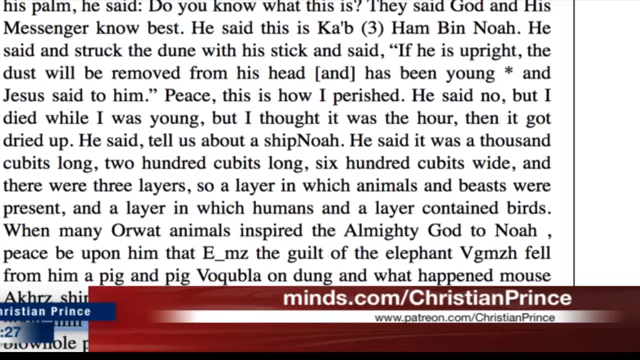 his palm, he said: Do you know what this is? They said God and His
Messenger know best. He said this is Ka'b (3) Ham Bin Noah. He
said and struck the dune with his stick and said, “If he is upright, the
dust will be removed from his head [and] has been young * and
Jesus said to him.” Peace, this is how I perished. He said no, but I
died while I was young, but I thought it was the hour, then it got
dried up. He said, tell us about a shipNoah. He said it was a thousand
cubits long, two hundred cubits long, six hundred cubits wide, and
there were three layers, so a layer in which animals and beasts were
present, and a layer in which humans and a layer contained birds.
When many Orwat animals inspired the Almighty God to Noah ,
peace be upon him that E_mz the guilt of the elephant Vgmzh fell
from him a pig and pig Voqubla on dung and what happened mouse
Akhrz
minds.com/ChristianPrince
hristian Prince
www.patreon.com/ChristianPrince
:27
blowhole